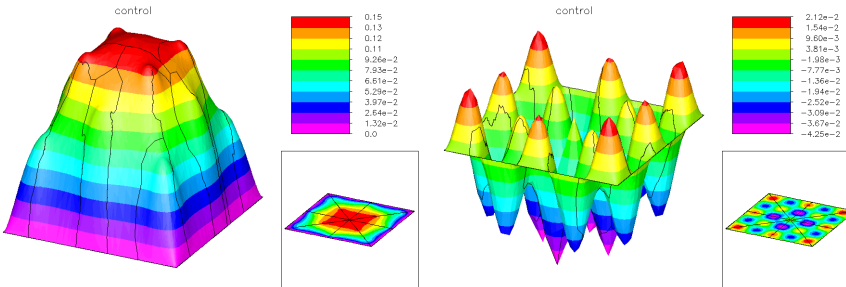 control
0.15
0.13
0.12
0.11
9.26e-2
7.93e-2
6.61e-2
5.29e-2
3.97e-2
2.64e-2
1.32e-2
0.0
control
2.12e-2
1.54e-2
9.60e-3
3.81e-3
-1.98e-3
-7.77e-3
-1.36e-2
-1.94e-2
-2.52e-2
-3.09e-2
-3.67e-2
-4.25e-2